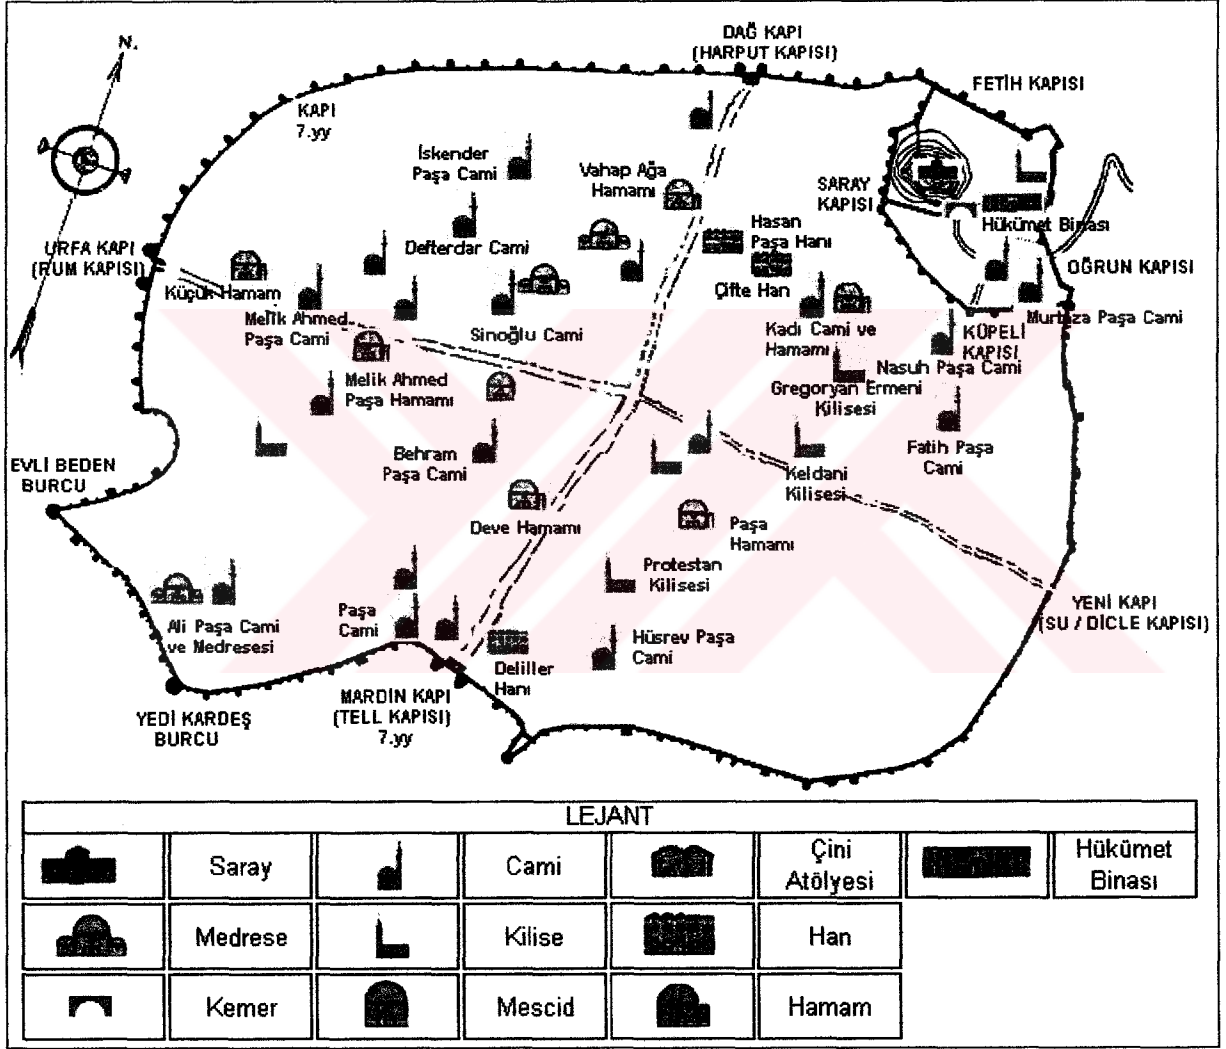 N.
DAĞ KAPI
(HARPUT KAPISI)
FETİH KAPISI
KAPI
7.yy
İskender
Paşa Cami
Vahap Ağa
Hamamı
SARAY
KAPISI
Hükümet Binası
Hasan
Paşa Hanı
Defterdar Cami
URFA KAPI
(RUM KAPISI)
OĞRUN KAPISI
Küçük Hamam
Çifte Han
Melik Ahmed
Paşa Cami
Sinoğlu Cami
Kadı Cami ve
Hamamı
KÜPELİ
KAPISI
Murtaza Paşa Cami
Nasuh Paşa Cami
Melik Ahmed
Paşa Hamamı
Gregoryan Ermeni
Kilisesi
Behram
Paşa Cami
Fatih Paşa
Cami
EVLİ BEDEN
BURCU
Keldani
Kilisesi
Deve Hamamı
Paşa
Hamamı
Protestan
Kilisesi
Ali Paşa Cami
ve Medresesi
Paşa
Cami
YENİ KAPI
(SU / DİCLE KAPISI)
Hüsrev Paşa
Cami
Deliller
Hanı
MARDİN KAPI
(TELL KAPISI)
7.yy
YEDİ KARDEŞ
BURCU
LEJANT
Saray
Cami
Çini
Atölyesi
Hükümet
Binası
Medrese
Kilise
Han
Kemer
Mescid
Hamam